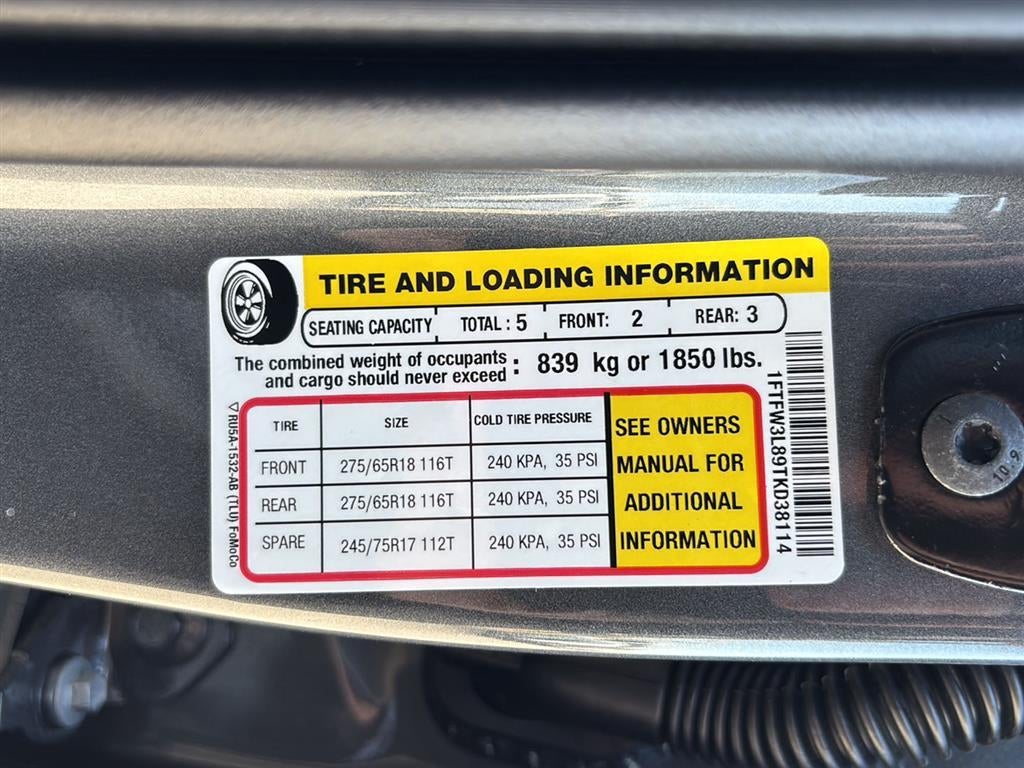 TIRE AND LOADING INFORMATION
SEATING CAPACITY TOTAL : 5 FRONT: 2 REAR: 3
The combined weight of occupants and cargo should never exceed : 839 kg or 1850 lbs.
TIRE SIZE COLD TIRE PRESSURE
FRONT 275/65R18 116T 240 KPA, 35 PSI
REAR 275/65R18 116T 240 KPA, 35 PSI
SPARE 245/75R17 112T 240 KPA, 35 PSI
SEE OWNERS
MANUAL FOR
ADDITIONAL
INFORMATION
RU5A-1532-AB (TLU) FoMoCo
1FTFW3L89TKD38114
10.9